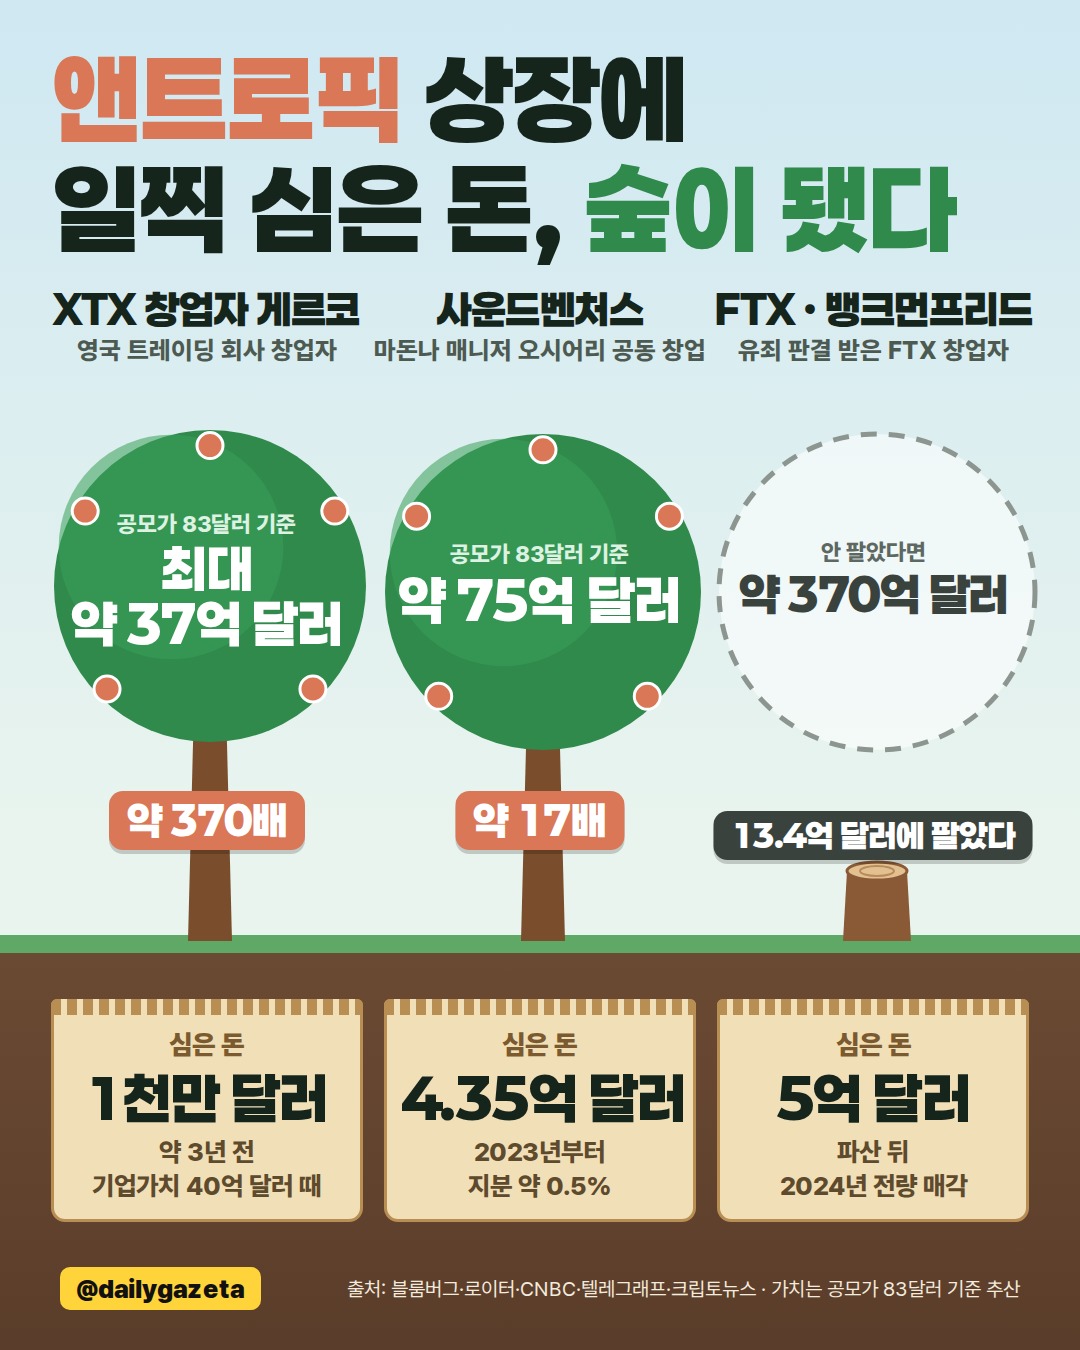 앤트로픽 상장에
일찍 심은 돈, 숲이 됐다
XTX 창업자 게르코
영국 트레이딩 회사 창업자
사운드벤처스
마돈나 매니저 오시어리 공동 창업
FTX · 뱅크먼프리드
유죄 판결 받은 FTX 창업자
공모가 83달러 기준
최대
약 37억 달러
공모가 83달러 기준
약 75억 달러
안 팔았다면
약 370억 달러
약 370배
약 17배
13.4억 달러에 팔았다
심은 돈
1천만 달러
약 3년 전
기업가치 40억 달러 때
심은 돈
4.35억 달러
2023년부터
지분 약 0.5%
심은 돈
5억 달러
파산 뒤
2024년 전량 매각
@dailygazeta
출처: 블룸버그·로이터·CNBC·텔레그래프·크립토뉴스 · 가치는 공모가 83달러 기준 추산